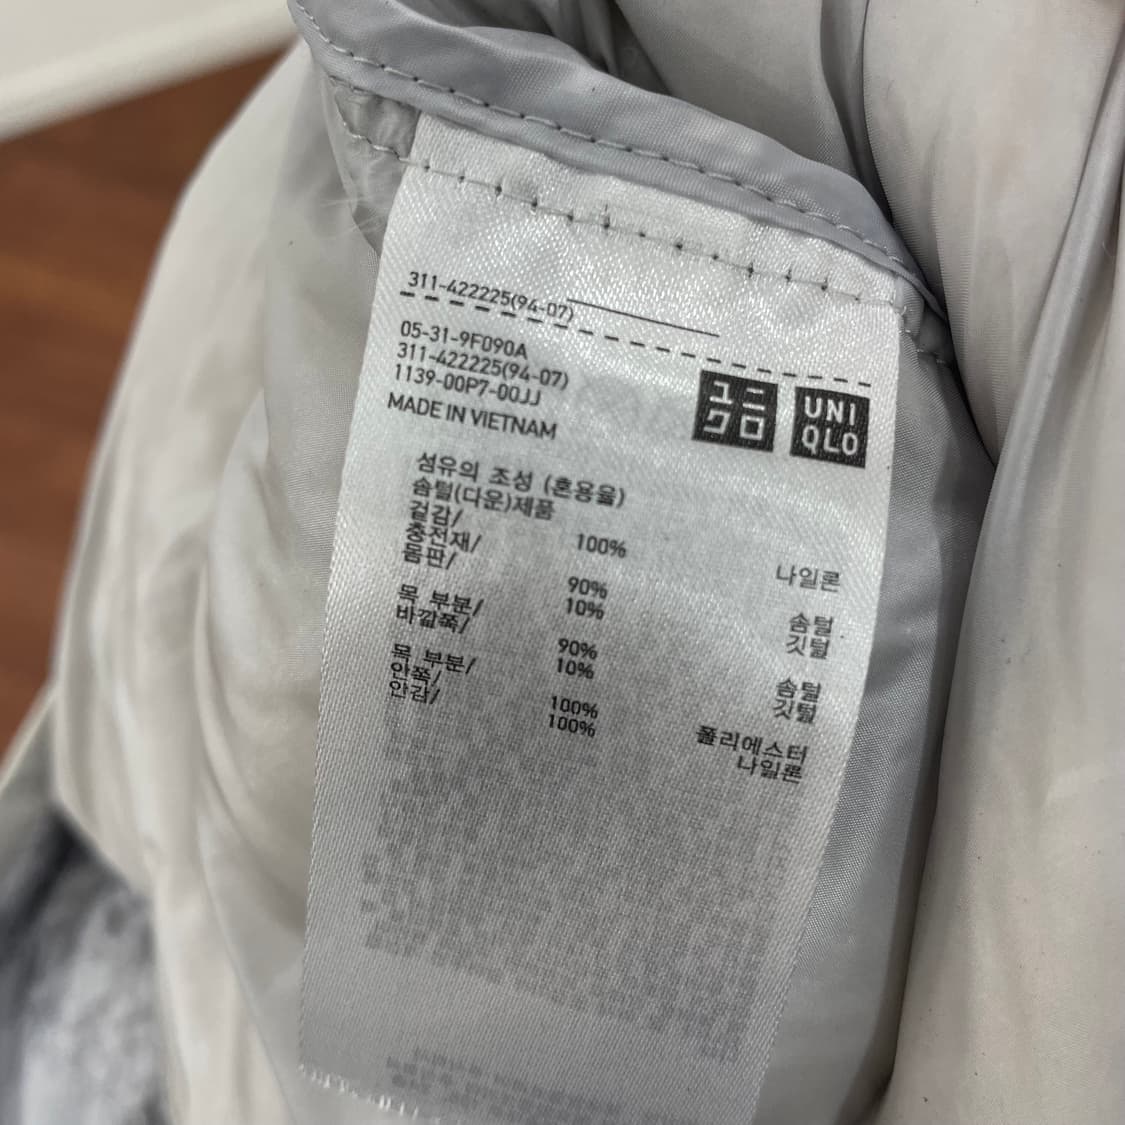 311-422225(94-07)
05-31-9F090A
311-422225(94-07)
1139-00P7-00JJ
MADE IN VIETNAM
ユニ
クロ
UNI
QLO
섬유의 조성 (혼용율)
솜털(다운)제품
겉감/ 100% 나일론
충전재/
몸판/ 90% 솜털
10% 깃털
목 부분/
바깥쪽/ 90% 솜털
10% 깃털
목 부분/
안쪽/ 100% 폴리에스터
안감/ 100% 나일론